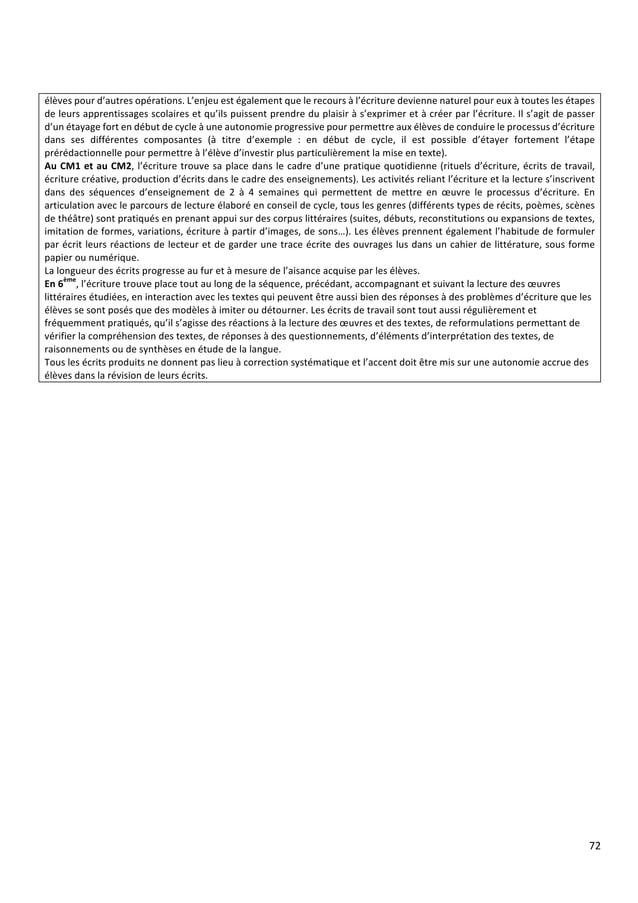 élèves pour d’autres opérations. L’enjeu est également que le recours à l’écriture devienne naturel pour eux à toutes les étapes
de leurs apprentissages scolaires et qu’ils puissent prendre du plaisir à s’exprimer et à créer par l’écriture. Il s’agit de passer
d’un étayage fort en début de cycle à une autonomie progressive pour permettre aux élèves de conduire le processus d’écriture
dans ses différentes composantes (à titre d’exemple : en début de cycle, il est possible d’étayer fortement l’étape
prérédactionnelle pour permettre à l’élève d’investir plus particulièrement la mise en texte).
Au CM1 et au CM2, l’écriture trouve sa place dans le cadre d’une pratique quotidienne (rituels d’écriture, écrits de travail,
écriture créative, production d’écrits dans le cadre des enseignements). Les activités reliant l’écriture et la lecture s’inscrivent
dans des séquences d’enseignement de 2 à 4 semaines qui permettent de mettre en œuvre le processus d’écriture. En
articulation avec le parcours de lecture élaboré en conseil de cycle, tous les genres (différents types de récits, poèmes, scènes
de théâtre) sont pratiqués en prenant appui sur des corpus littéraires (suites, débuts, reconstitutions ou expansions de textes,
imitation de formes, variations, écriture à partir d’images, de sons…). Les élèves prennent également l’habitude de formuler
par écrit leurs réactions de lecteur et de garder une trace écrite des ouvrages lus dans un cahier de littérature, sous forme
papier ou numérique.
La longueur des écrits progresse au fur et à mesure de l’aisance acquise par les élèves.
En 6ème, l’écriture trouve place tout au long de la séquence, précédant, accompagnant et suivant la lecture des œuvres
littéraires étudiées, en interaction avec les textes qui peuvent être aussi bien des réponses à des problèmes d’écriture que les
élèves se sont posés que des modèles à imiter ou détourner. Les écrits de travail sont tout aussi régulièrement et
fréquemment pratiqués, qu’il s’agisse des réactions à la lecture des œuvres et des textes, de reformulations permettant de
vérifier la compréhension des textes, de réponses à des questionnements, d’éléments d’interprétation des textes, de
raisonnements ou de synthèses en étude de la langue.
Tous les écrits produits ne donnent pas lieu à correction systématique et l’accent doit être mis sur une autonomie accrue des
élèves dans la révision de leurs écrits.
72